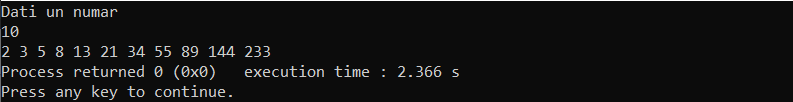 Dati un numar
10
2 3 5 8 13 21 34 55 89 144 233
Process returned 0 (0x0)   execution time : 2.366 s
Press any key to continue.